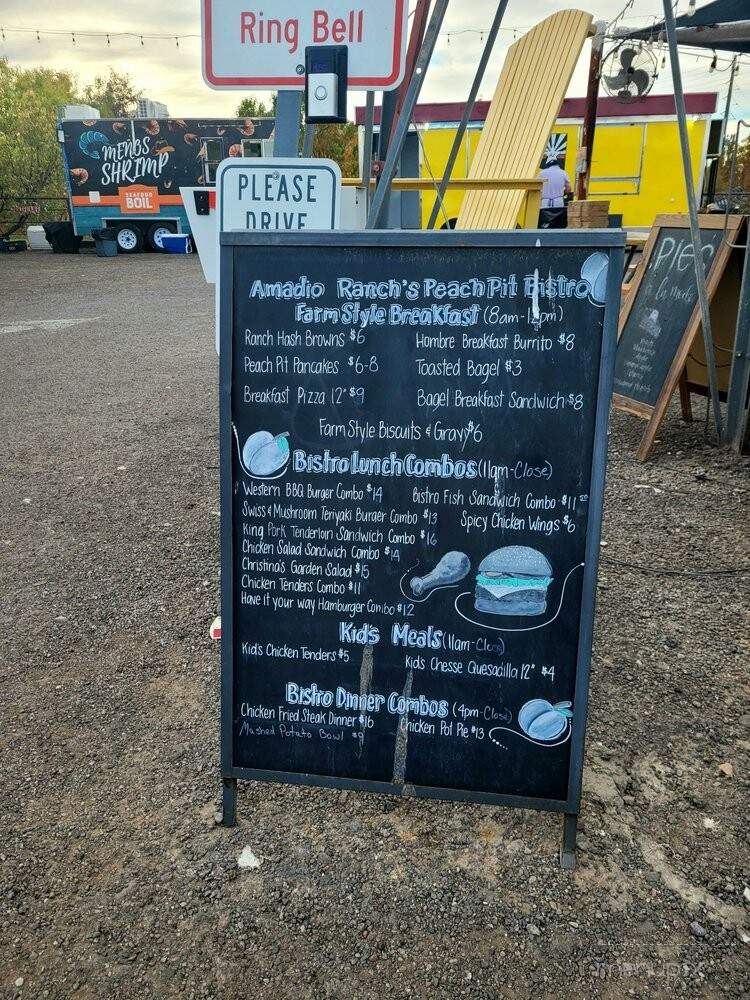 Ring Bell
MENBS
SHRIMP
SEAFOOD
BOIL
PLEASE
DRIVE
PIES
Amadio Ranch's Peach Pit Bistro
Farm Style Breakfast (8am-1pm)
Ranch Hash Browns $6
Hombre Breakfast Burrito $8
Peach Pit Pancakes $6-8
Toasted Bagel $3
Breakfast Pizza 12" $9
Bagel Breakfast Sandwich $8
Farm Style Biscuits & Gravy $6
Bistro Lunch Combos (11am-Close)
Western BBQ Burger Combo $14
Bistro Fish Sandwich Combo $11
Swiss & Mushroom Teriyaki Burger Combo $13
Spicy Chicken Wings $6
King Pork Tenderloin Sandwich Combo $16
Chicken Salad Sandwich Combo $14
Christina's Garden Salad $15
Chicken Tenders Combo $11
Have it your way Hamburger Combo $12
Kid's Meals (11am-Close)
Kid's Chicken Tenders $5
Kids Chesse Quesadilla 12" $4
Bistro Dinner Combos (4pm-Close)
Chicken Fried Steak Dinner $16
Chicken Pot Pie $13
Mashed Potato Bowl $9